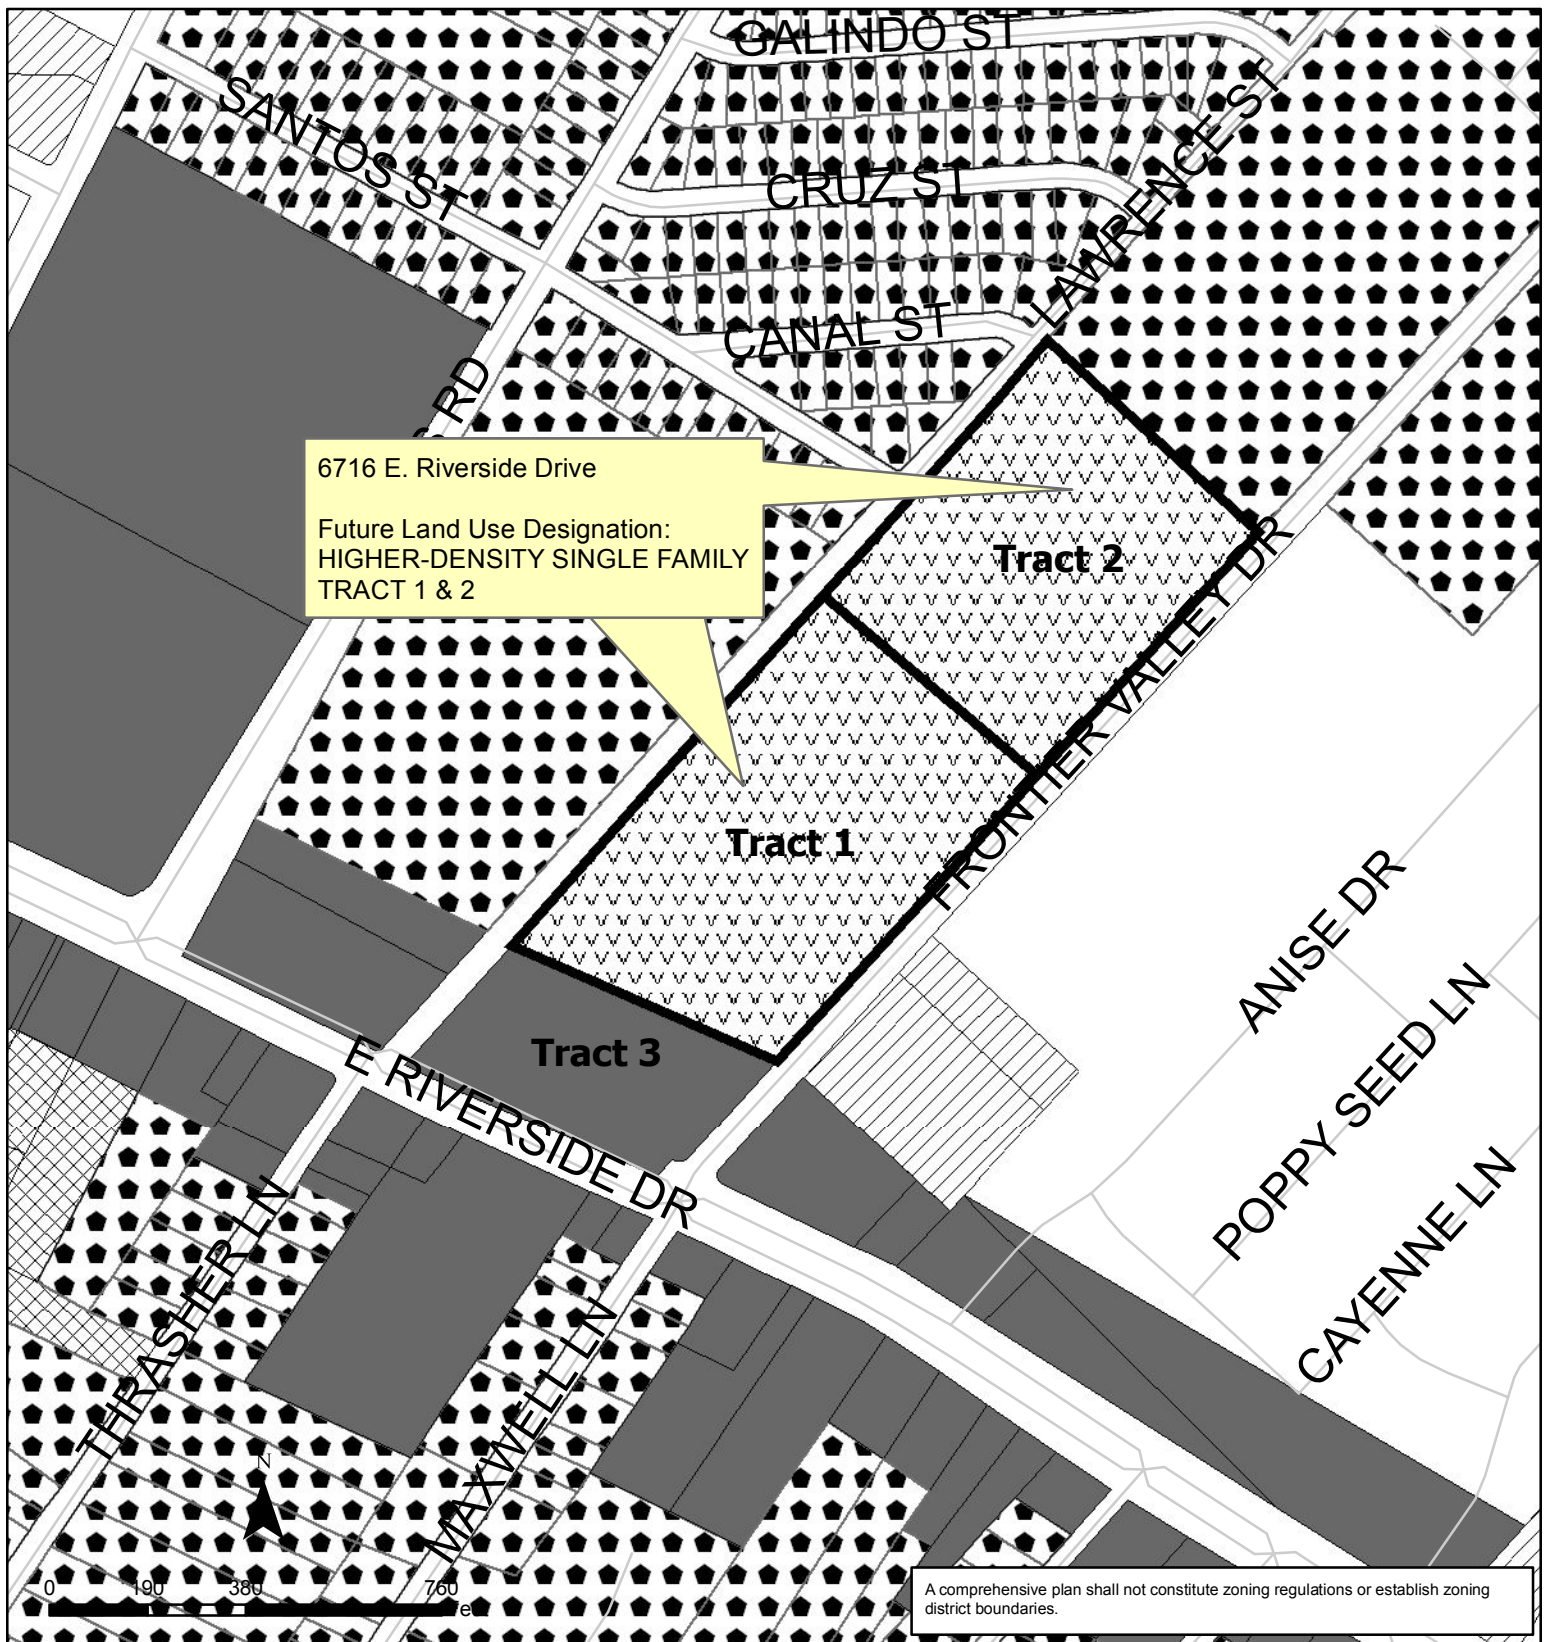 GALINDO ST
SANTOS ST
CRUZ ST
LAWRENCE ST
CANAL ST
RD
6716 E. Riverside Drive
Future Land Use Designation:
HIGHER-DENSITY SINGLE FAMILY
TRACT 1 & 2
Tract 2
FRONTIER VALLEY DR
Tract 1
ANISE DR
Tract 3
E RIVERSIDE DR
POPPY SEED LN
CAYENNE LN
THRASHER LN
MAXWELL LN
N
0 190 380 760
A comprehensive plan shall not constitute zoning regulations or establish zoning
district boundaries.